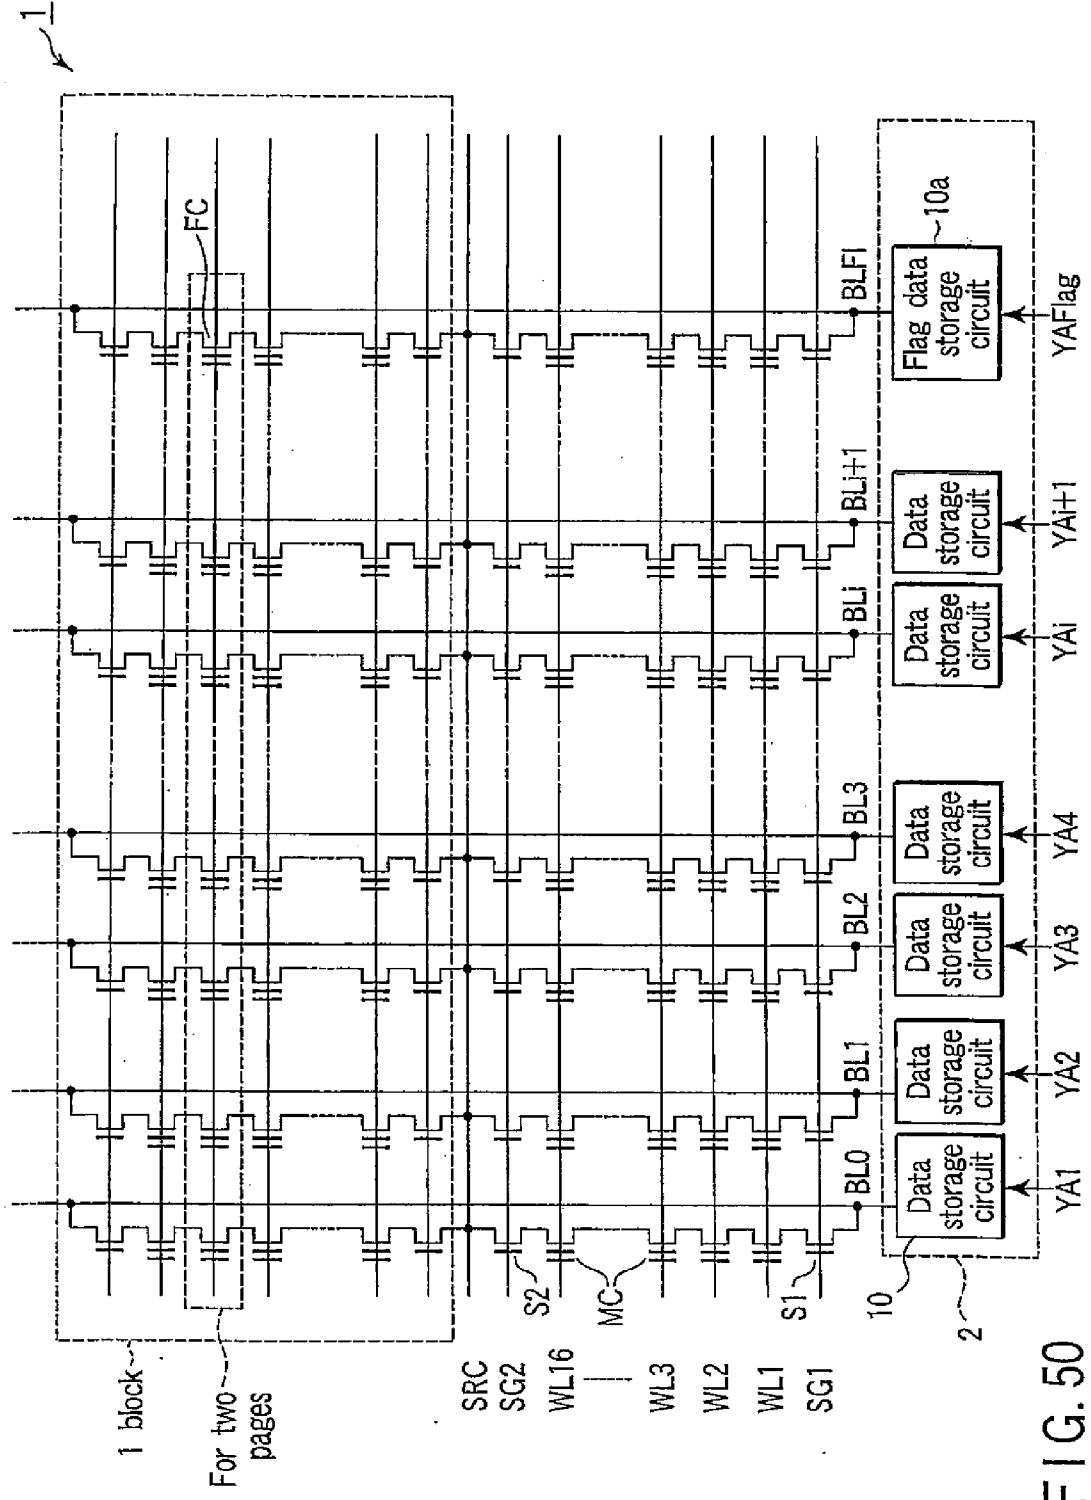 1
1 block
For two
pages
FC
SRC
SG2
WL16
WL3
WL2
WL1
SG1
S2
MC
S1
BL0
BL1
BL2
BL3
BLi
BLi+1
BLFi
10
2
Data
storage
circuit
Data
storage
circuit
Data
storage
circuit
Data
storage
circuit
Data
storage
circuit
Data
storage
circuit
Flag data
storage
circuit
10a
YA1
YA2
YA3
YA4
YAi
YAi+1
YAFlag
FIG. 50